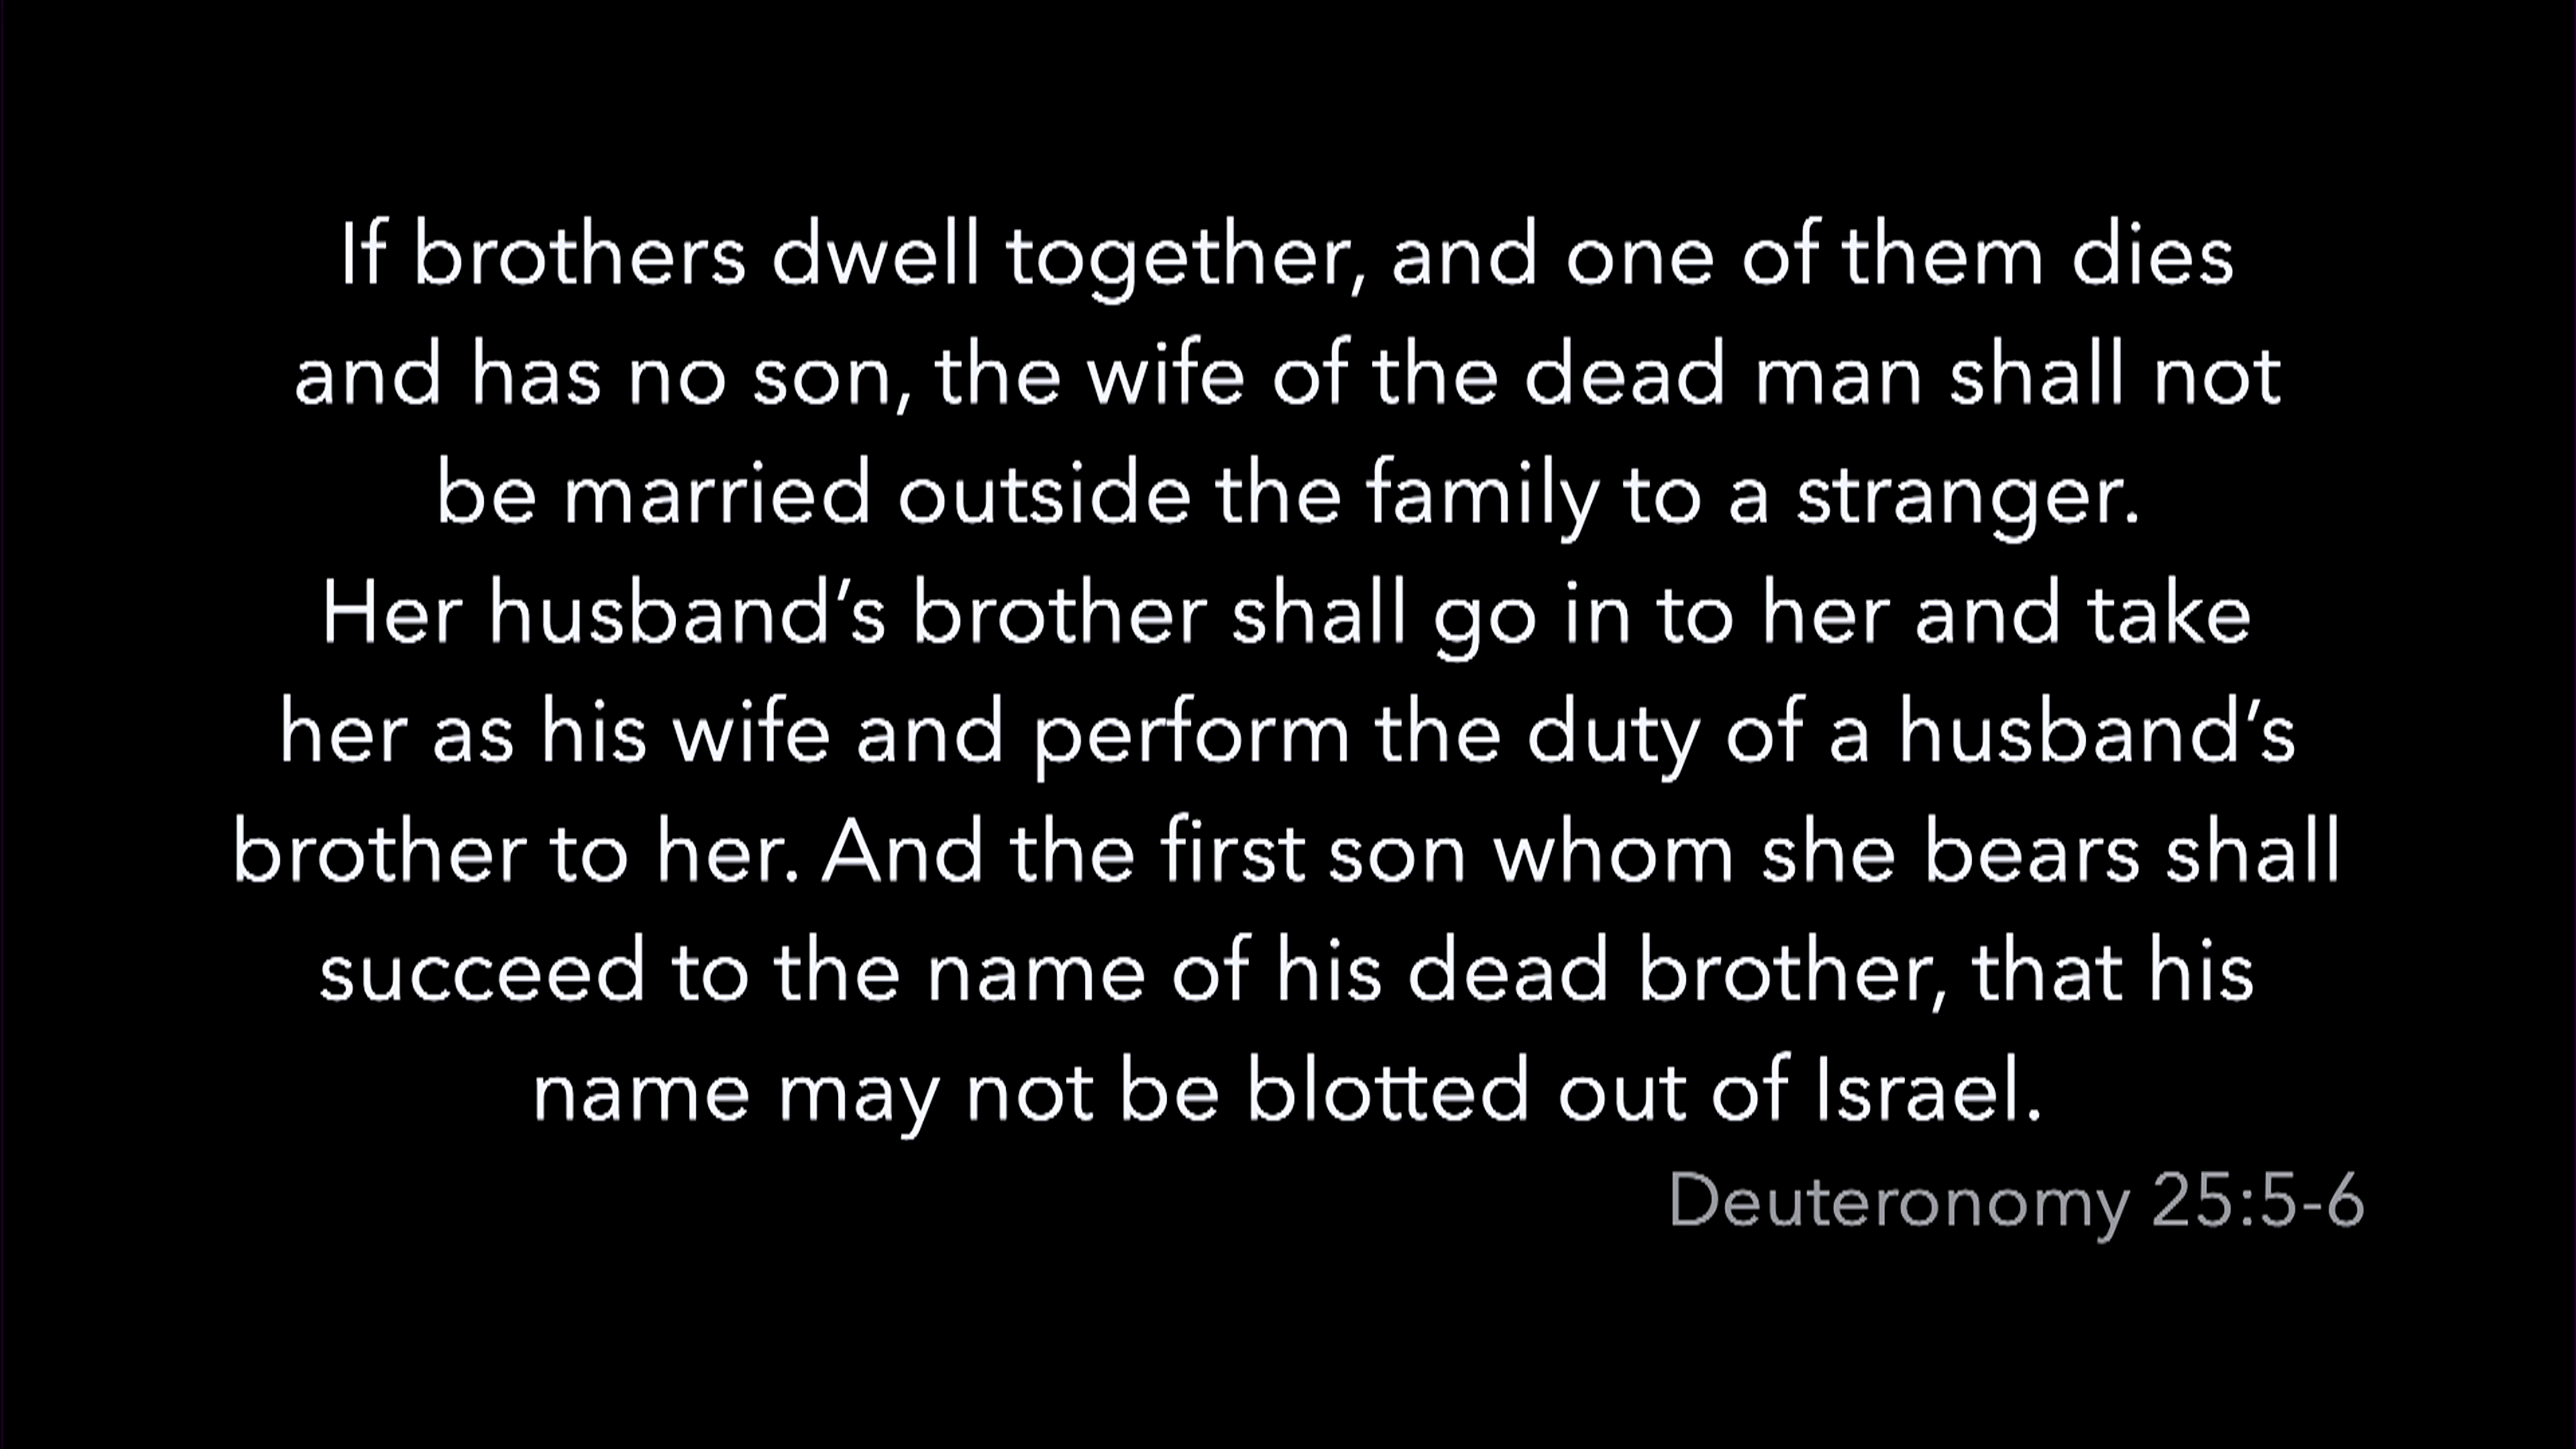 If brothers dwell together, and one of them dies
and has no son, the wife of the dead man shall not
be married outside the family to a stranger.
Her husband’s brother shall go in to her and take
her as his wife and perform the duty of a husband’s
brother to her. And the first son whom she bears shall
succeed to the name of his dead brother, that his
name may not be blotted out of Israel.
Deuteronomy 25:5-6